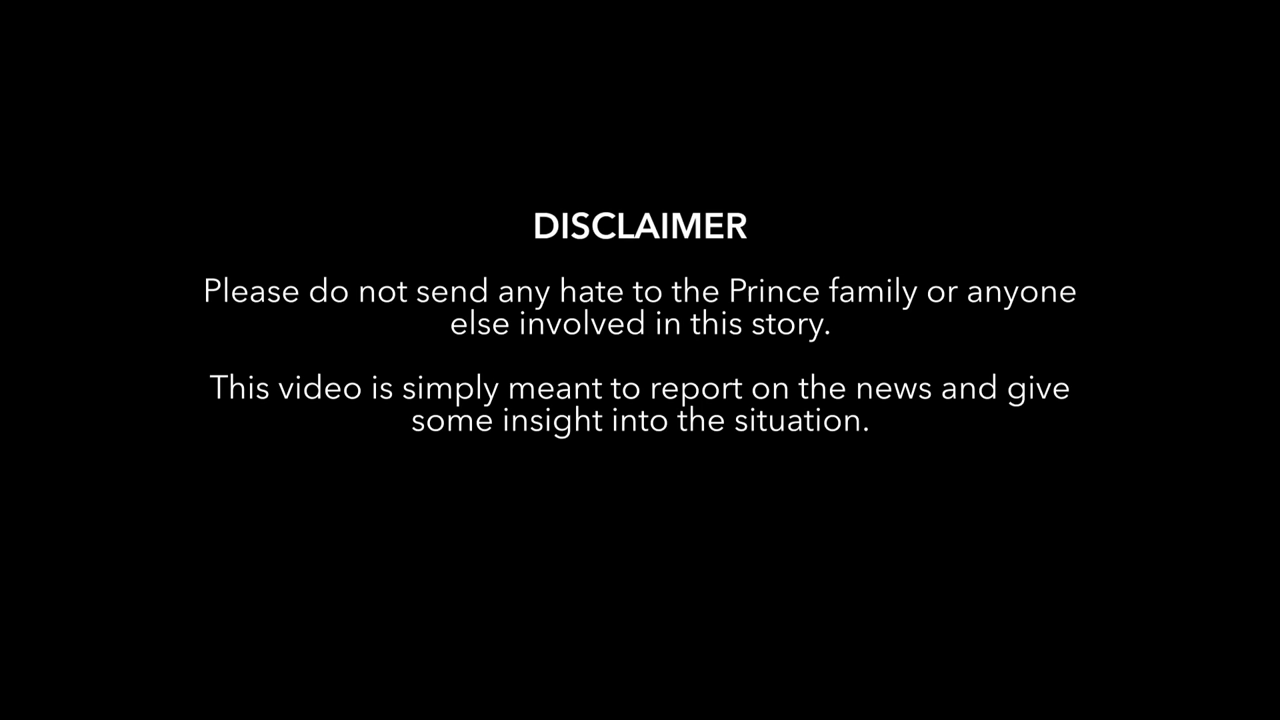 DISCLAIMER
Please do not send any hate to the Prince family or anyone
else involved in this story.
This video is simply meant to report on the news and give
some insight into the situation.